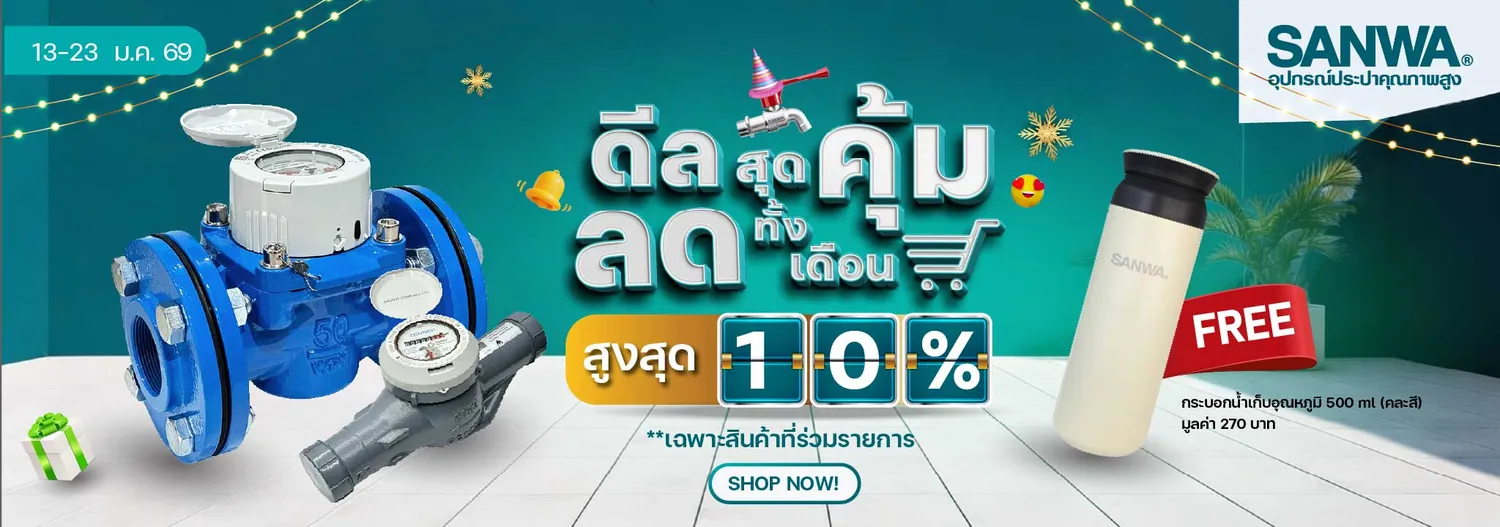 13-23 ม.ค. 69
SANWA®
อุปกรณ์ประปาคุณภาพสูง
ดีล สุด คุ้ม
ลด ทั้ง เดือน
สูงสุด 10%
**เฉพาะสินค้าที่ร่วมรายการ
SHOP NOW!
50
SANWA®
FREE
กระบอกน้ำเก็บอุณหภูมิ 500 ml (คละสี)
มูลค่า 270 บาท